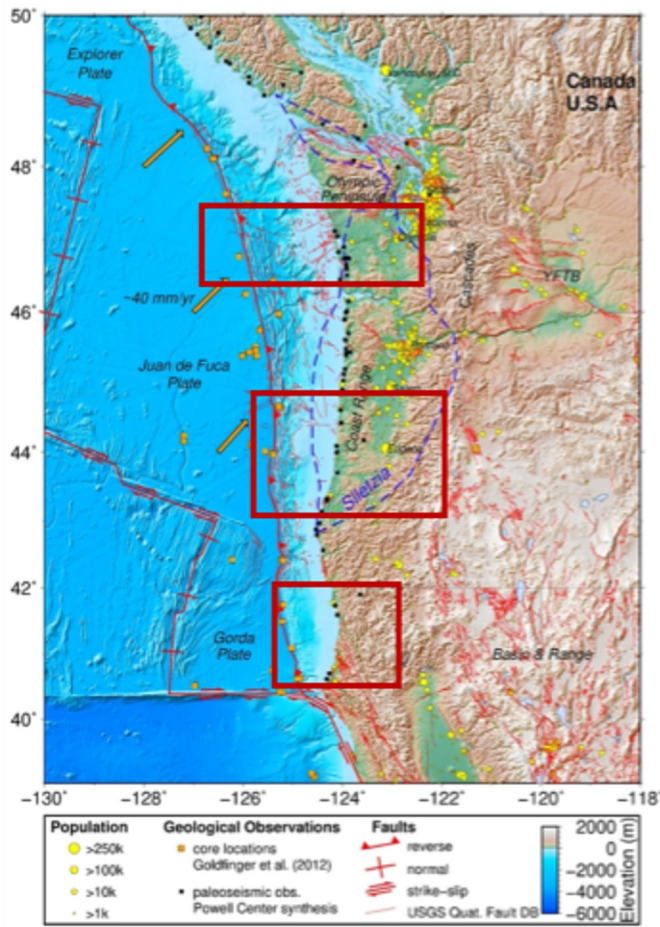 50°
Explorer
Plate
Canada
U.S.A
48°
Olympic
Peninsula
46°
~40 mm/yr
Cascades
YFTB
Juan de Fuca
Plate
Coast Range
44°
Siletzia
42°
Gorda
Plate
Basin & Range
40°
−130° −128° −126° −124° −122° −120° −118°
Population
>250k
>100k
>10k
>1k
Geological Observations
core locations
Goldfinger et al. (2012)
paleoseismic obs.
Powell Center synthesis
Faults
reverse
normal
strike-slip
USGS Quat. Fault DB
2000
0
−2000
−4000
−6000
Elevation (m)